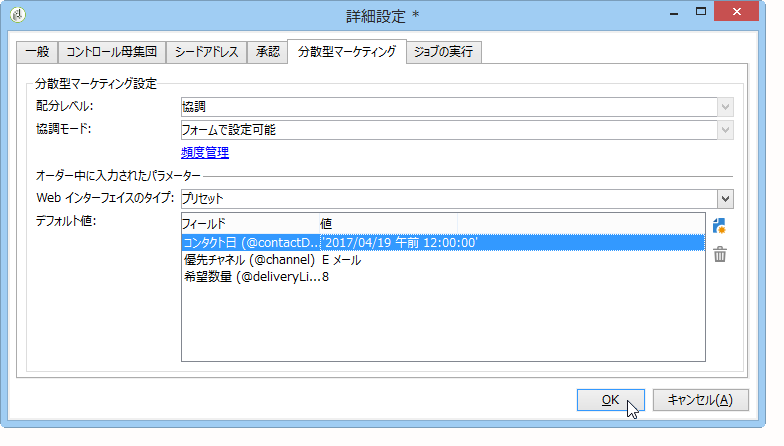 詳細設定 *
一般 コントロール母集団 シードアドレス 承認 分散型マーケティング ジョブの実行
分散型マーケティング設定
配分レベル: 協調
協調モード: フォームで設定可能
頻度管理
オーダー中に入力されたパラメーター
Web インターフェイスのタイプ: プリセット
デフォルト値: フィールド 値
コンタクト日 (@contactD... '2017/04/19 午前 12:00:00'
優先チャネル (@channel) E メール
希望数量 (@deliveryLi... 8
OK キャンセル(A)